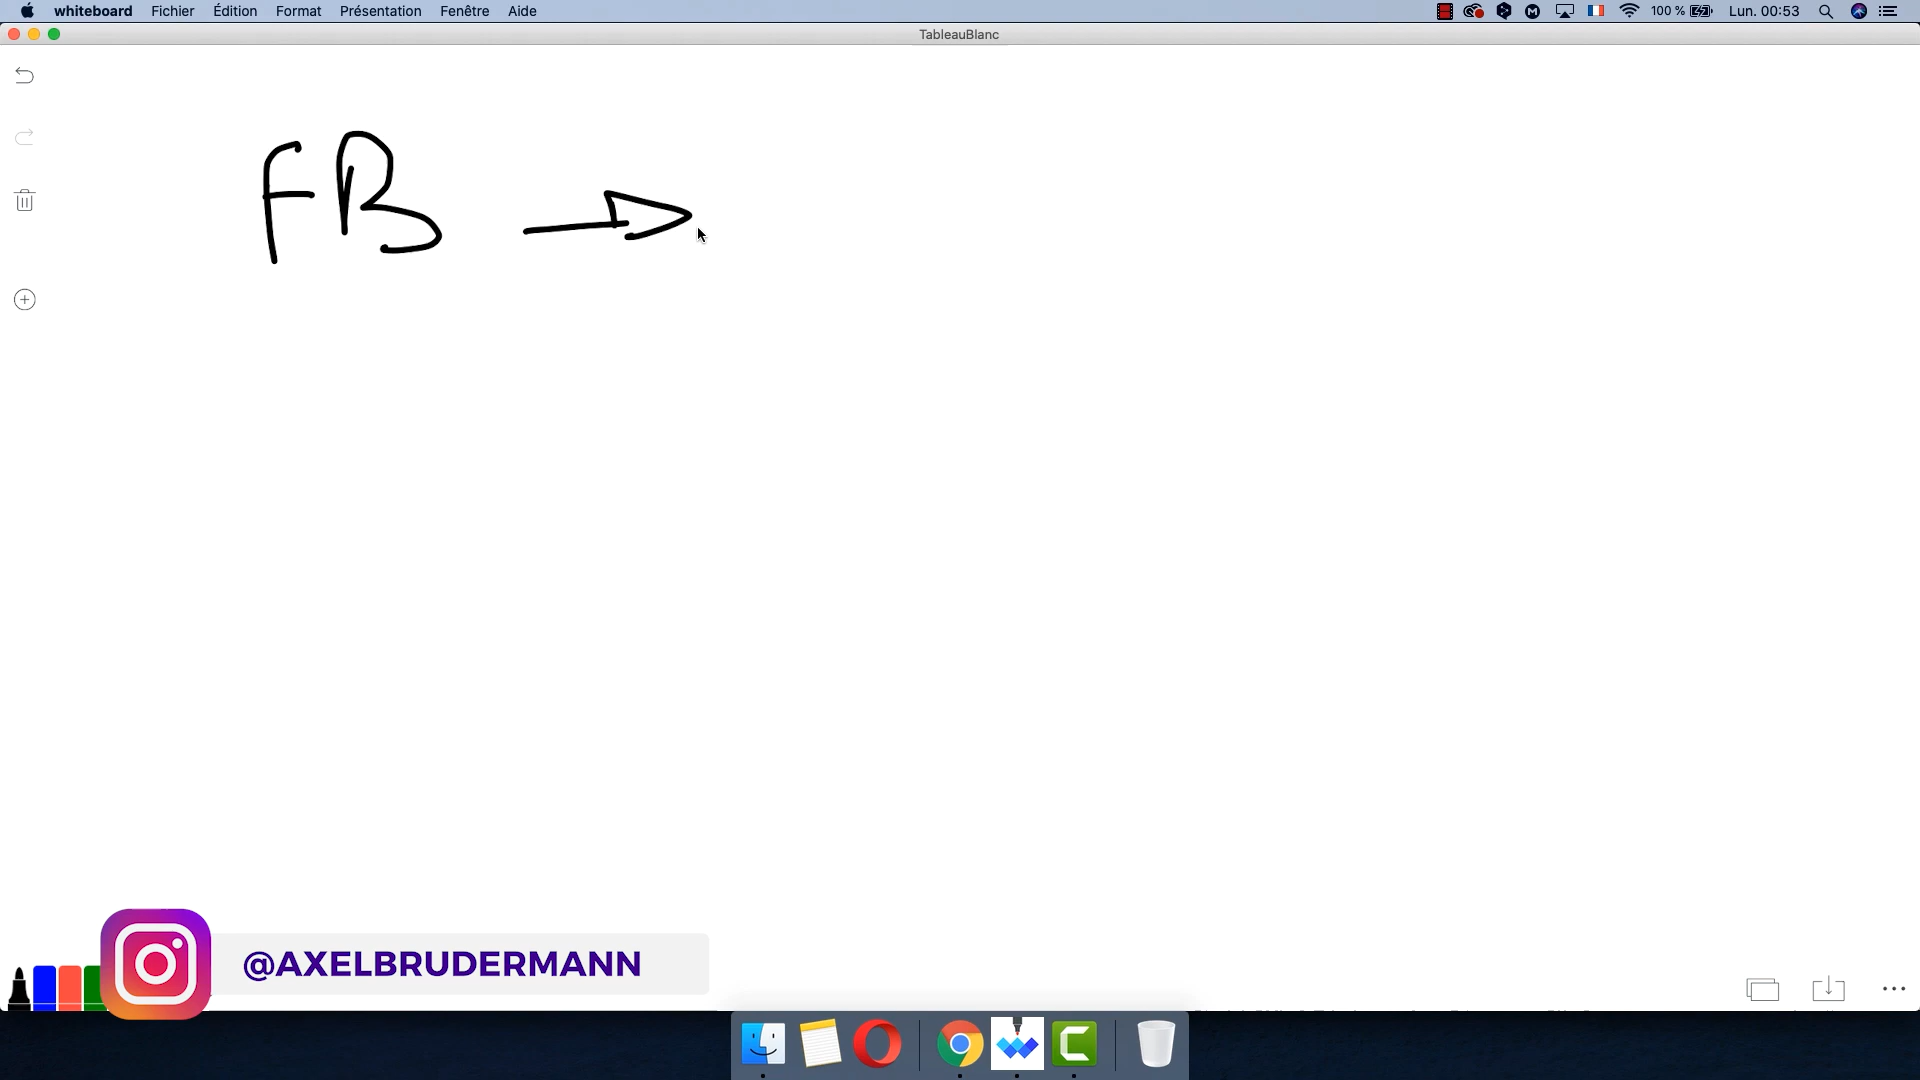 whiteboard Fichier Édition Format Présentation Fenêtre Aide 100 % Lun. 00:53
TableauBlanc
FB
@AXELBRUDERMANN